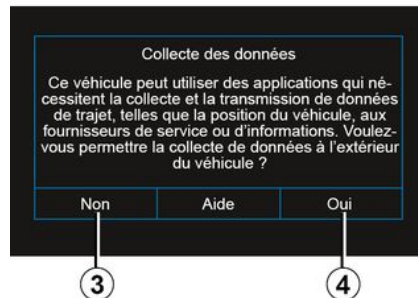 Collecte des données
Ce véhicule peut utiliser des applications qui né-
cessitent la collecte et la transmission de données
de trajet, telles que la position du véhicule, aux
fournisseurs de service ou d'informations. Voulez-
vous permettre la collecte de données à l'extérieur
du véhicule ?
Non Aide Oui
3 4